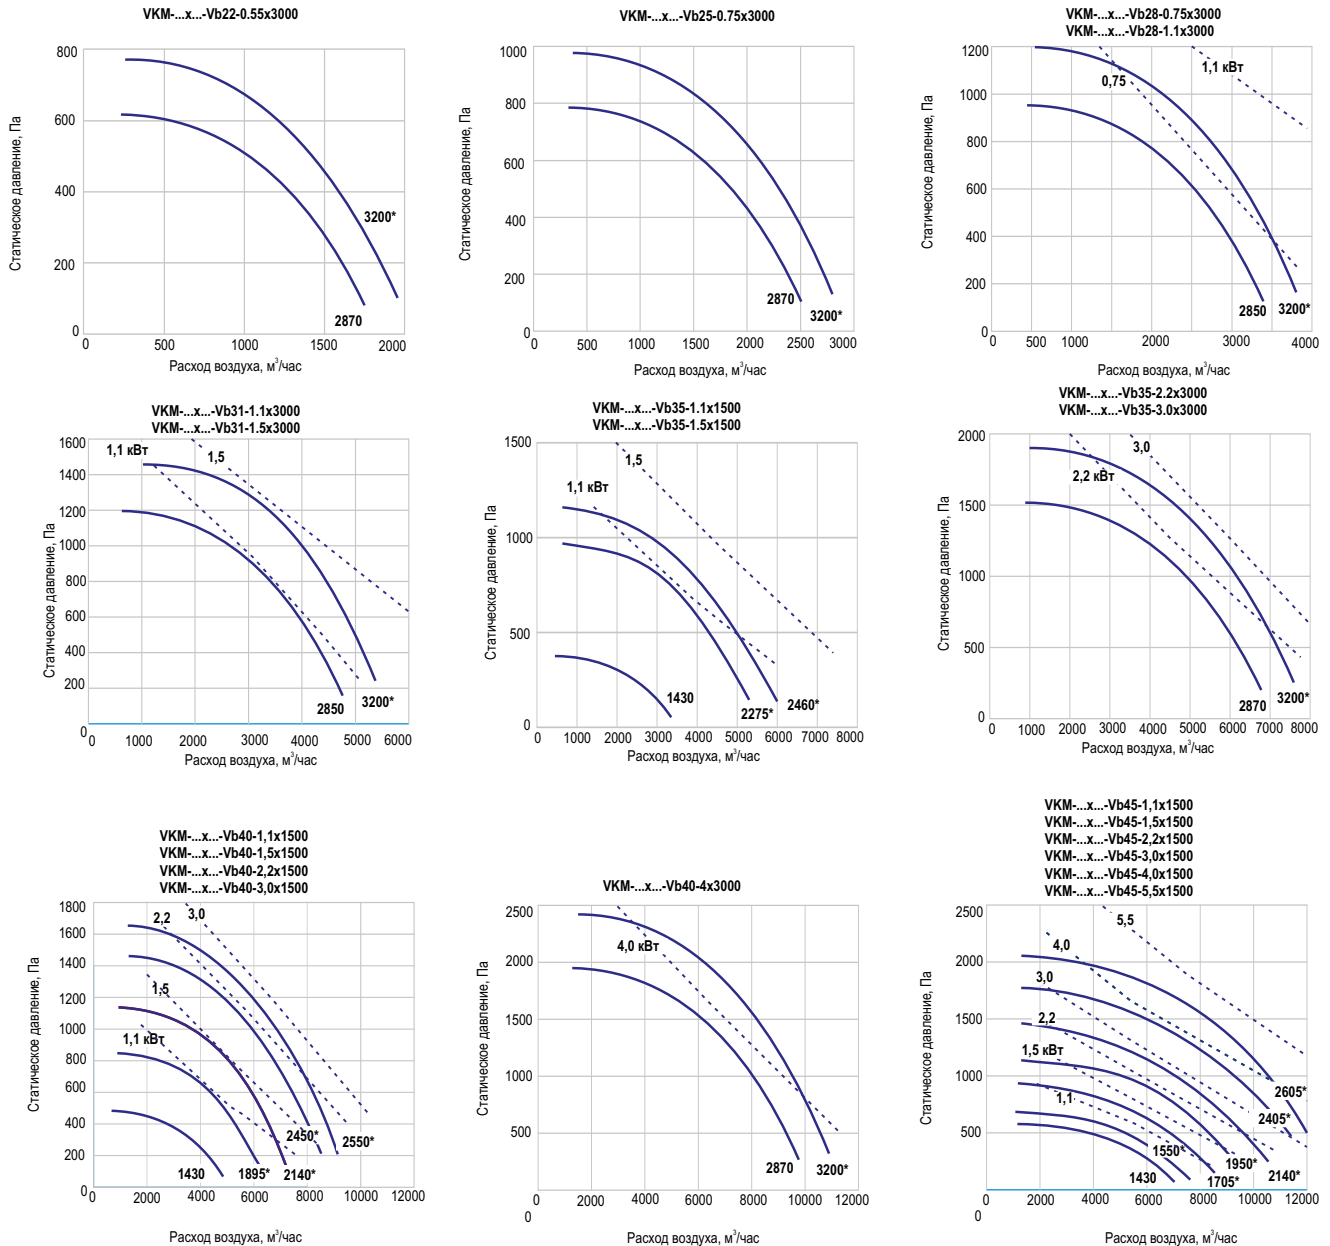 VKM-...x...-Vb22-0.55x3000
Статическое давление, Па
800
600
400
200
0
3200*
2870
0 500 1000 1500 2000
Расход воздуха, м³/час
VKM-...x...-Vb25-0.75x3000
Статическое давление, Па
1000
800
600
400
200
0
2870
3200*
0 500 1000 1500 2000 2500 3000
Расход воздуха, м³/час
VKM-...x...-Vb28-0.75x3000
VKM-...x...-Vb28-1.1x3000
Статическое давление, Па
1200
1000
800
600
400
200
0
1,1 кВт
0,75
2850
3200*
0 500 1000 2000 3000 4000
Расход воздуха, м³/час
VKM-...x...-Vb31-1.1x3000
VKM-...x...-Vb31-1.5x3000
Статическое давление, Па
1600
1400
1200
1000
800
600
400
200
0
1,1 кВт
1,5
2850
3200*
0 1000 2000 3000 4000 5000 6000
Расход воздуха, м³/час
VKM-...x...-Vb35-1.1x1500
VKM-...x...-Vb35-1.5x1500
Статическое давление, Па
1500
1000
500
0
1,5
1,1 кВт
1430
2275*
2460*
0 1000 2000 3000 4000 5000 6000 7000 8000
Расход воздуха, м³/час
VKM-...x...-Vb35-2.2x3000
VKM-...x...-Vb35-3.0x3000
Статическое давление, Па
2000
1500
1000
500
0
3,0
2,2 кВт
2870
3200*
0 1000 2000 3000 4000 5000 6000 7000 8000
Расход воздуха, м³/час
VKM-...x...-Vb40-1,1x1500
VKM-...x...-Vb40-1,5x1500
VKM-...x...-Vb40-2,2x1500
VKM-...x...-Vb40-3,0x1500
Статическое давление, Па
1800
1600
1400
1200
1000
800
600
400
200
0
2,2
3,0
1,5
1,1 кВт
2450*
2550*
1430
1895*
2140*
0 2000 4000 6000 8000 10000 12000
Расход воздуха, м³/час
VKM-...x...-Vb40-4x3000
Статическое давление, Па
2500
2000
1500
1000
500
0
4,0 кВт
2870
3200*
0 2000 4000 6000 8000 10000 12000
Расход воздуха, м³/час
VKM-...x...-Vb45-1,1x1500
VKM-...x...-Vb45-1,5x1500
VKM-...x...-Vb45-2,2x1500
VKM-...x...-Vb45-3,0x1500
VKM-...x...-Vb45-4,0x1500
VKM-...x...-Vb45-5,5x1500
Статическое давление, Па
2500
2000
1500
1000
500
0
5,5
4,0
3,0
2,2
1,5 кВт
1,1
2605*
2405*
1550*
1950*
1430
1705*
2140*
0 2000 4000 6000 8000 10000 12000
Расход воздуха, м³/час